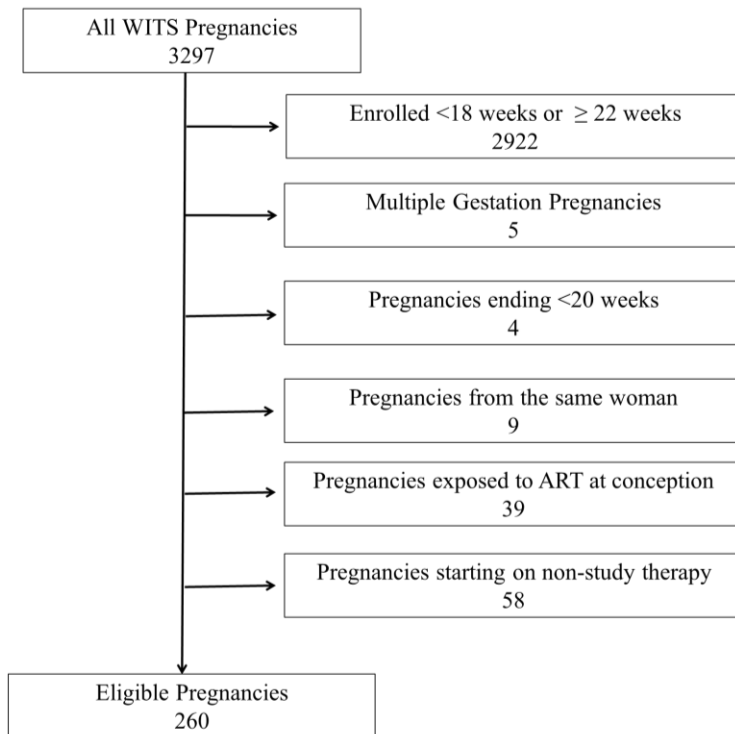 All WITS Pregnancies
3297
Enrolled <18 weeks or ≥ 22 weeks
2922
Multiple Gestation Pregnancies
5
Pregnancies ending <20 weeks
4
Pregnancies from the same woman
9
Pregnancies exposed to ART at conception
39
Pregnancies starting on non-study therapy
58
Eligible Pregnancies
260